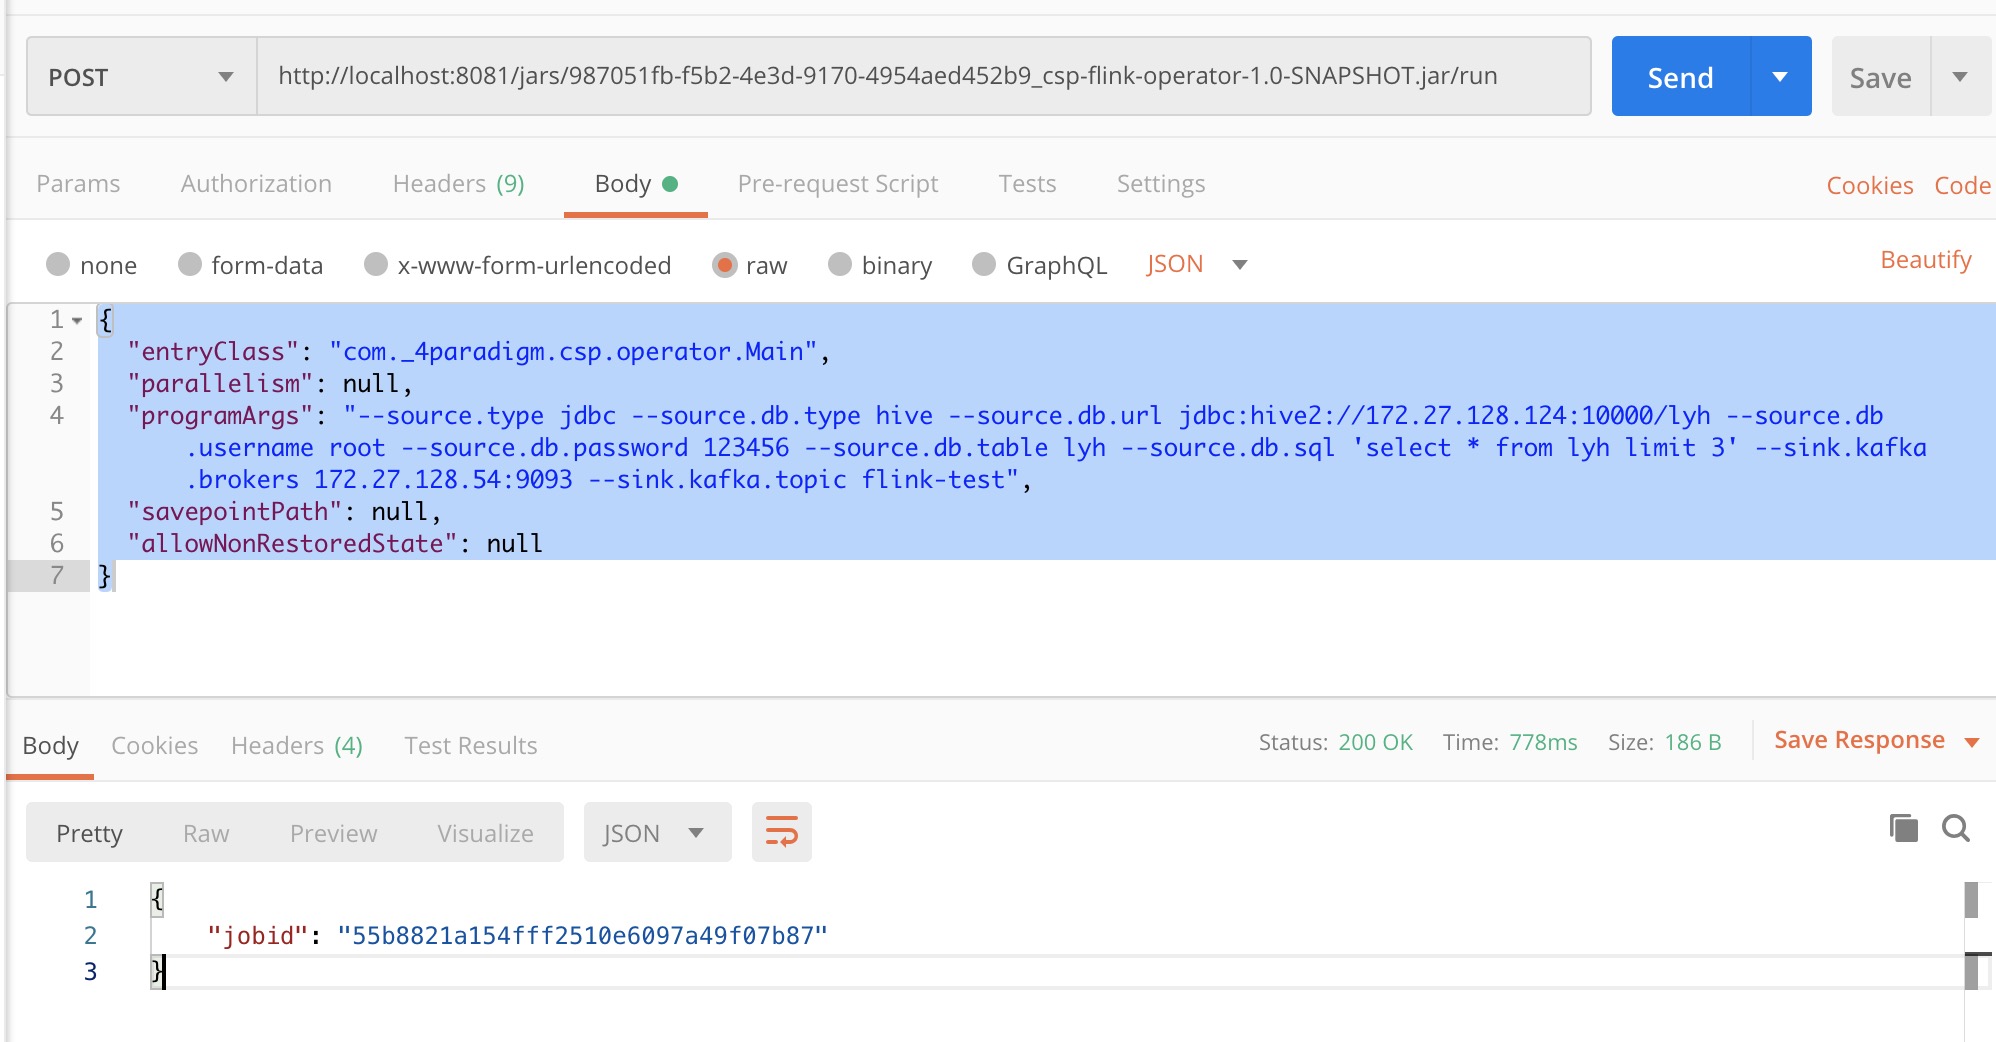 POST http://localhost:8081/jars/987051fb-f5b2-4e3d-9170-4954aed452b9_csp-flink-operator-1.0-SNAPSHOT.jar/run Send Save
Params Authorization Headers (9) Body Pre-request Script Tests Settings Cookies Code
none form-data x-www-form-urlencoded raw binary GraphQL JSON Beautify
1 {
2 "entryClass": "com._4paradigm.csp.operator.Main",
3 "parallelism": null,
4 "programArgs": "--source.type jdbc --source.db.type hive --source.db.url jdbc:hive2://172.27.128.124:10000/lyh --source.db
.username root --source.db.password 123456 --source.db.table lyh --source.db.sql 'select * from lyh limit 3' --sink.kafka
.brokers 172.27.128.54:9093 --sink.kafka.topic flink-test",
5 "savepointPath": null,
6 "allowNonRestoredState": null
7 }
Body Cookies Headers (4) Test Results Status: 200 OK Time: 778ms Size: 186 B Save Response
Pretty Raw Preview Visualize JSON
1 {
2 "jobid": "55b8821a154fff2510e6097a49f07b87"
3 }